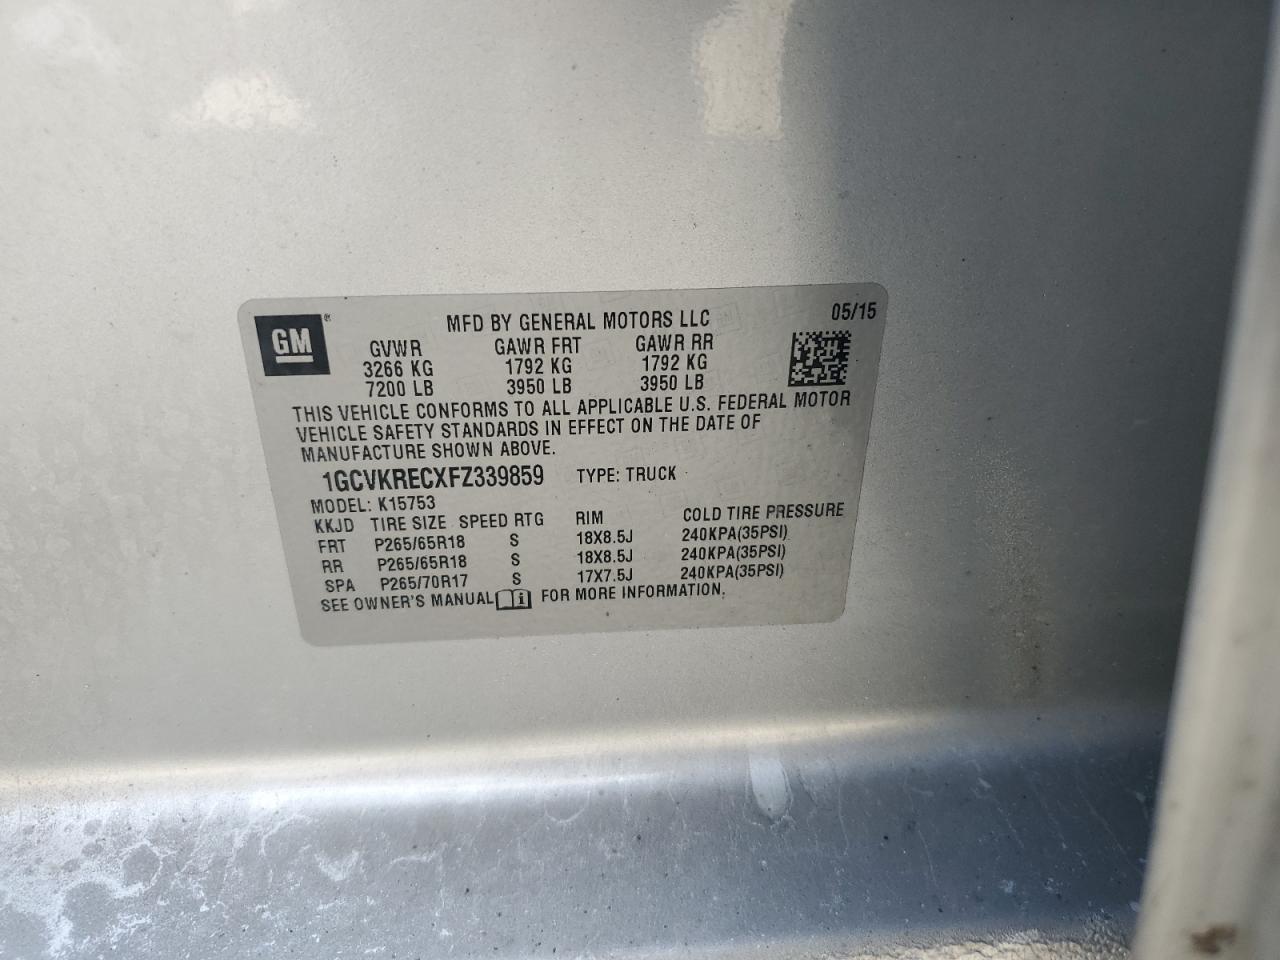 GM ®
MFD BY GENERAL MOTORS LLC 05/15
GVWR GAWR FRT GAWR RR
3266 KG 1792 KG 1792 KG
7200 LB 3950 LB 3950 LB
THIS VEHICLE CONFORMS TO ALL APPLICABLE U.S. FEDERAL MOTOR
VEHICLE SAFETY STANDARDS IN EFFECT ON THE DATE OF
MANUFACTURE SHOWN ABOVE.
1GCVKRECXFZ339859 TYPE: TRUCK
MODEL: K15753
KKJD TIRE SIZE SPEED RTG RIM COLD TIRE PRESSURE
FRT P265/65R18 S 18X8.5J 240KPA(35PSI)
RR P265/65R18 S 18X8.5J 240KPA(35PSI)
SPA P265/70R17 S 17X7.5J 240KPA(35PSI)
SEE OWNER'S MANUAL i FOR MORE INFORMATION.